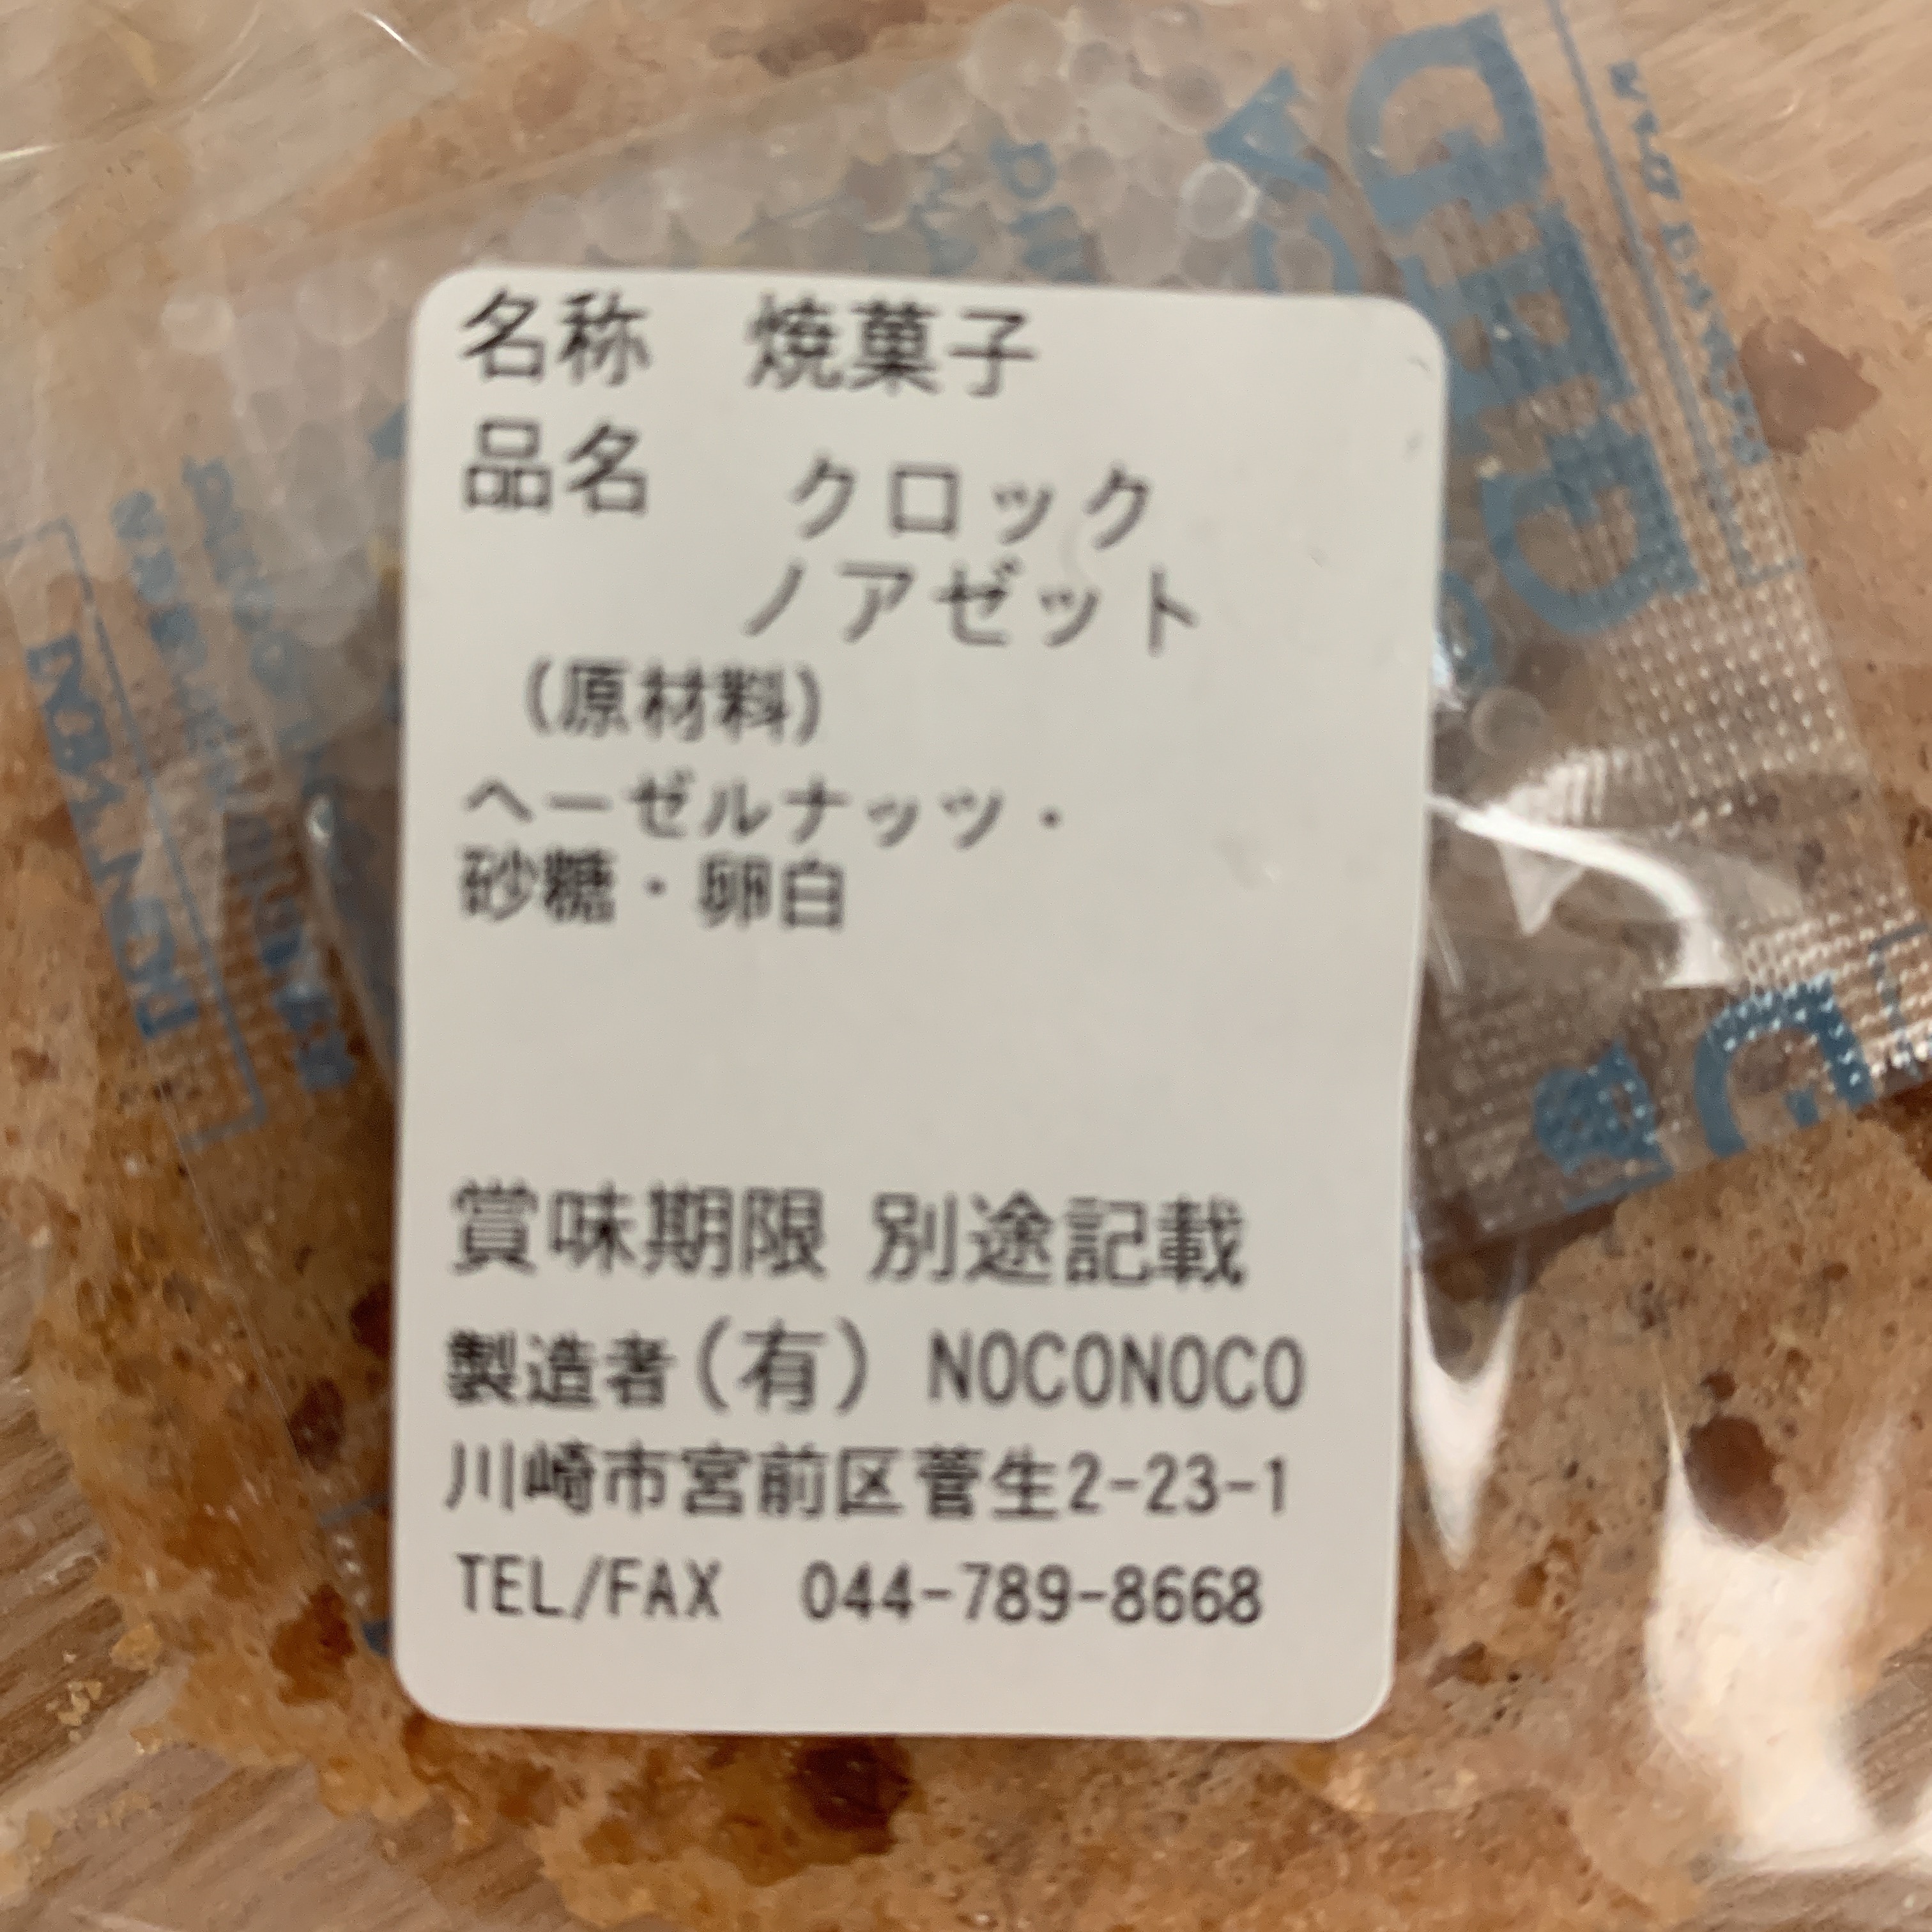 名称　焼菓子
品名　クロック
ノアゼット
(原材料)
ヘーゼルナッツ・
砂糖・卵白
賞味期限 別途記載
製造者(有) NOCONOCO
川崎市宮前区菅生2-23-1
TEL/FAX　044-789-8668